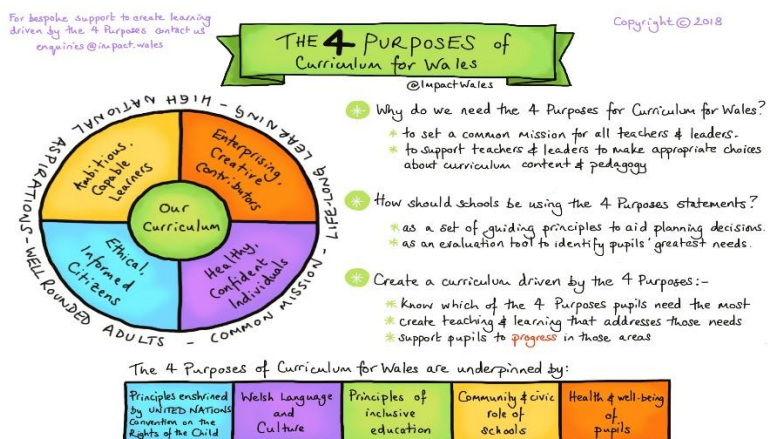 For bespoke support to create learning
driven by the 4 Purposes contact us
enquiries@impact.wales
Copyright © 2018
THE 4 PURPOSES of
Curriculum for Wales
@ImpactWales
HIGH NATIONAL ASPIRATIONS - WELL ROUNDED ADULTS - COMMON MISSION - LIFE-LONG LEARNING -
Ambitious,
Capable
Learners
Enterprising,
Creative
Contributors
Our
Curriculum
Ethical,
Informed
Citizens
Healthy,
Confident
Individuals
* Why do we need the 4 Purposes for Curriculum for Wales?
* to set a common mission for all teachers & leaders.
* to support teachers & leaders to make appropriate choices
about curriculum content & pedagogy
* How should schools be using the 4 Purposes statements?
* as a set of guiding principles to aid planning decisions.
* as an evaluation tool to identify pupils' greatest needs.
* Create a curriculum driven by the 4 Purposes:-
* Know which of the 4 Purposes pupils need the most
* create teaching & learning that addresses those needs
* support pupils to progress in those areas
The 4 Purposes of Curriculum for Wales are underpinned by:
Principles enshrined
by UNITED NATIONS
Convention on the
Rights of the Child
Welsh Language
and
Culture
Principles of
inclusive
education
Community & civic
role of
schools
Health & well-being
of
pupils